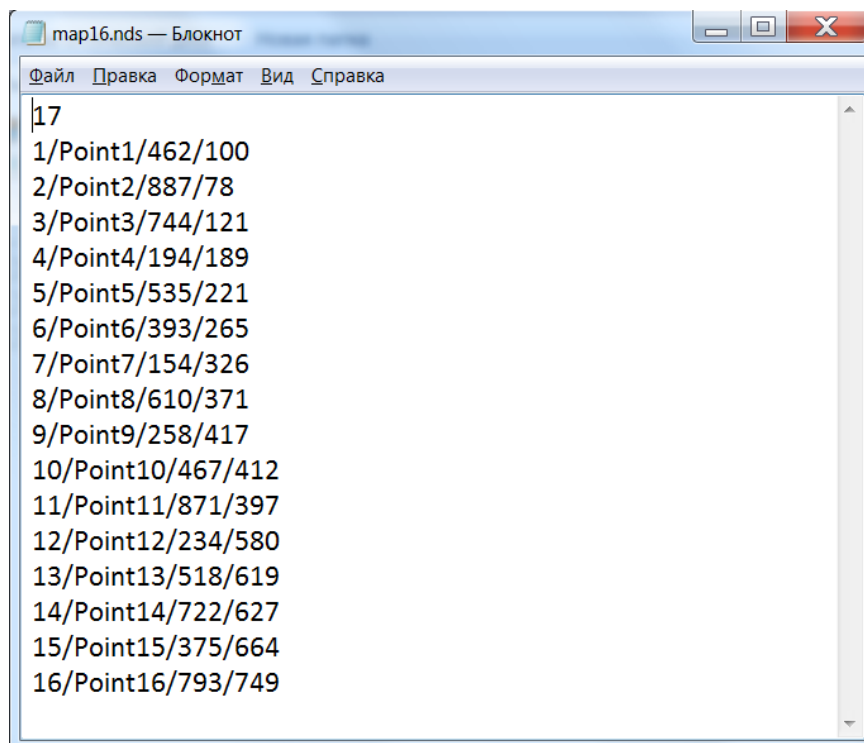 map16.nds — Блокнот
Файл Правка Формат Вид Справка
17
1/Point1/462/100
2/Point2/887/78
3/Point3/744/121
4/Point4/194/189
5/Point5/535/221
6/Point6/393/265
7/Point7/154/326
8/Point8/610/371
9/Point9/258/417
10/Point10/467/412
11/Point11/871/397
12/Point12/234/580
13/Point13/518/619
14/Point14/722/627
15/Point15/375/664
16/Point16/793/749